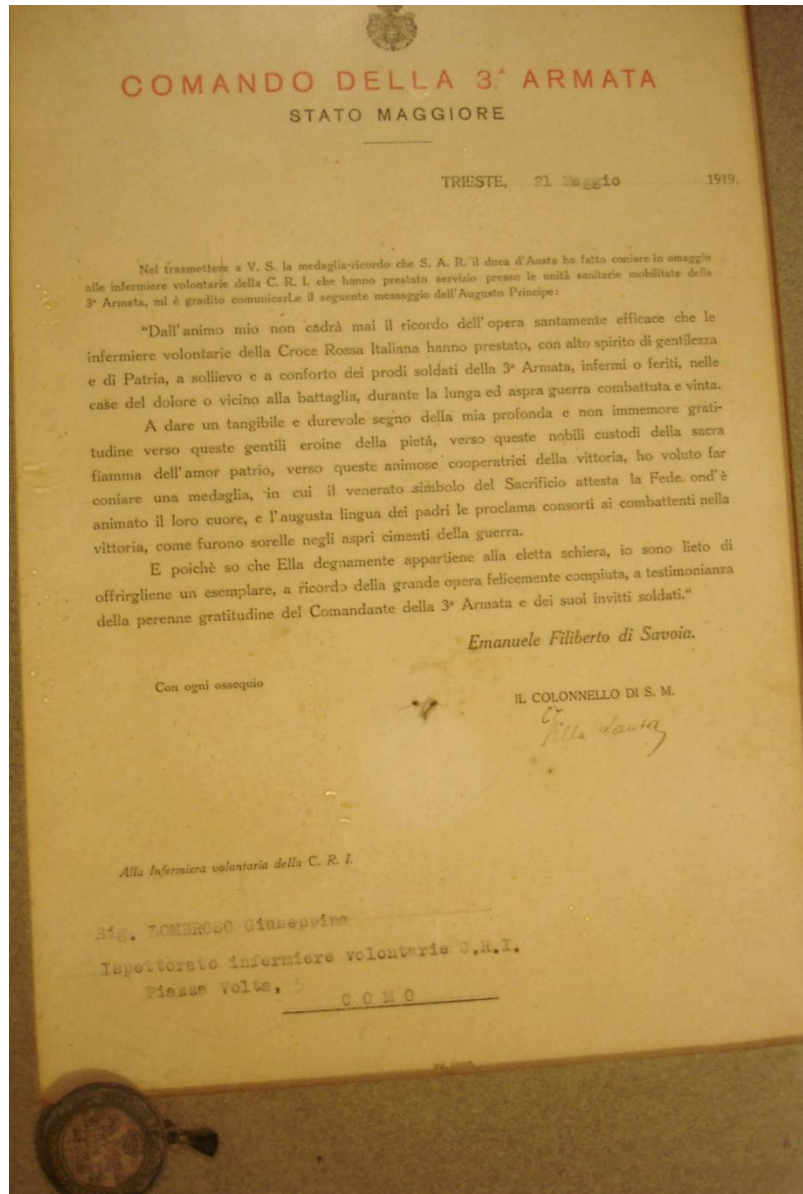 COMANDO DELLA 3.ª ARMATA
STATO MAGGIORE
TRIESTE, 21 Maggio 1919.
Nel trasmettere a V. S. la medaglia-ricordo che S. A. R. il duca d'Aosta ha fatto coniare in omaggio
alle infermiere volontarie della C. R. I. che hanno prestato servizio presso le unità sanitarie mobilitate della
3ª Armata, mi è gradito comunicarLe il seguente messaggio dell'Augusto Principe:
"Dall'animo mio non cadrà mai il ricordo dell'opera santamente efficace che le
infermiere volontarie della Croce Rossa Italiana hanno prestato, con alto spirito di gentilezza
e di Patria, a sollievo e a conforto dei prodi soldati della 3ª Armata, infermi o feriti, nelle
case del dolore o vicino alla battaglia, durante la lunga ed aspra guerra combattuta e vinta.
A dare un tangibile e durevole segno della mia profonda e non immemore grati-
tudine verso queste gentili eroine della pietà, verso queste nobili custodi della sacra
fiamma dell'amor patrio, verso queste animose cooperatrici della vittoria, ho voluto far
coniare una medaglia, in cui il venerato simbolo del Sacrificio attesta la Fede ond'è
animato il loro cuore, e l'augusta lingua dei padri le proclama consorti ai combattenti nella
vittoria, come furono sorelle negli aspri cimenti della guerra.
E poichè so che Ella degnamente appartiene alla eletta schiera, io sono lieto di
offrirgliene un esemplare, a ricordo della grande opera felicemente compiuta, a testimonianza
della perenne gratitudine del Comandante della 3ª Armata e dei suoi invitti soldati."
Emanuele Filiberto di Savoia.
Con ogni ossequio
IL COLONNELLO DI S. M.
Villa Santa
Alla Infermiera volontaria della C. R. I.
Sig. LOMBROSO Giuseppina
Ispettorato infermiere volontarie C.R.I.
Piazza Volta, 5
COMO